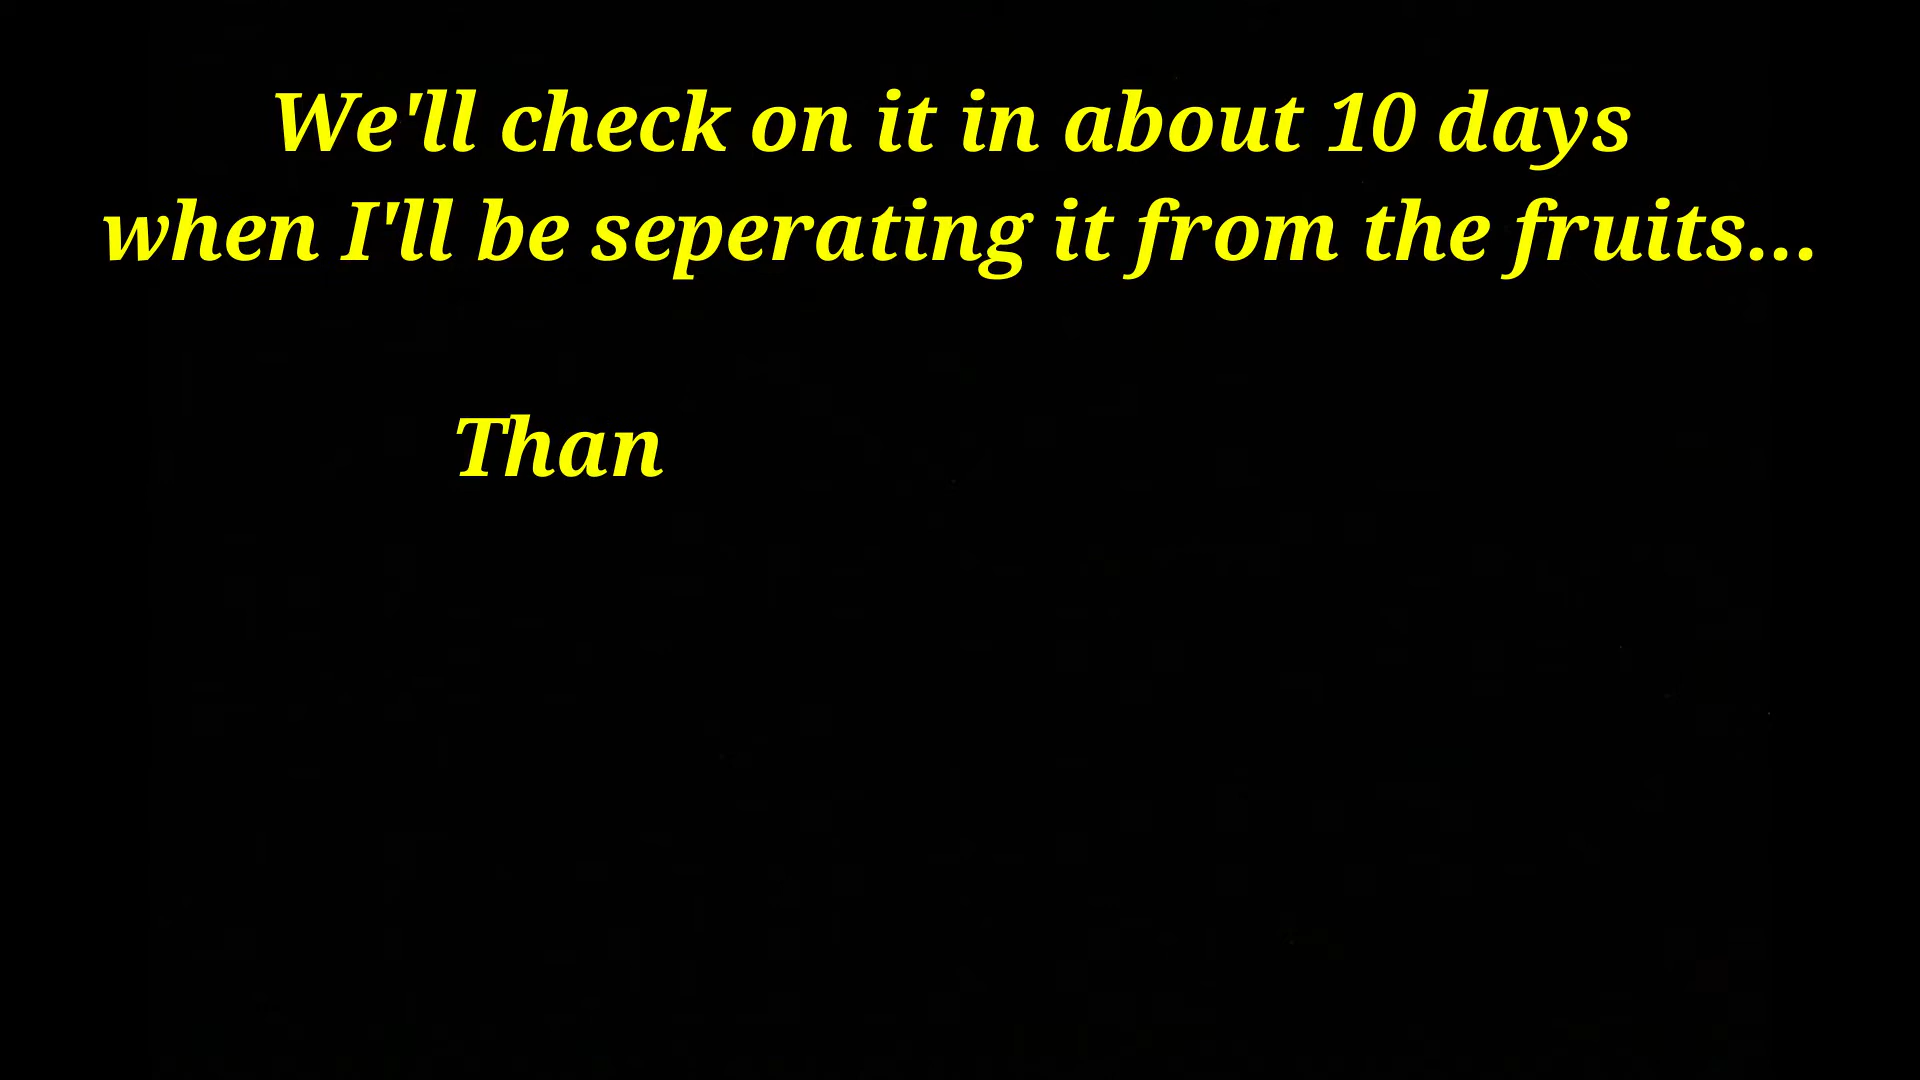 We'll check on it in about 10 days
when I'll be seperating it from the fruits...
Than